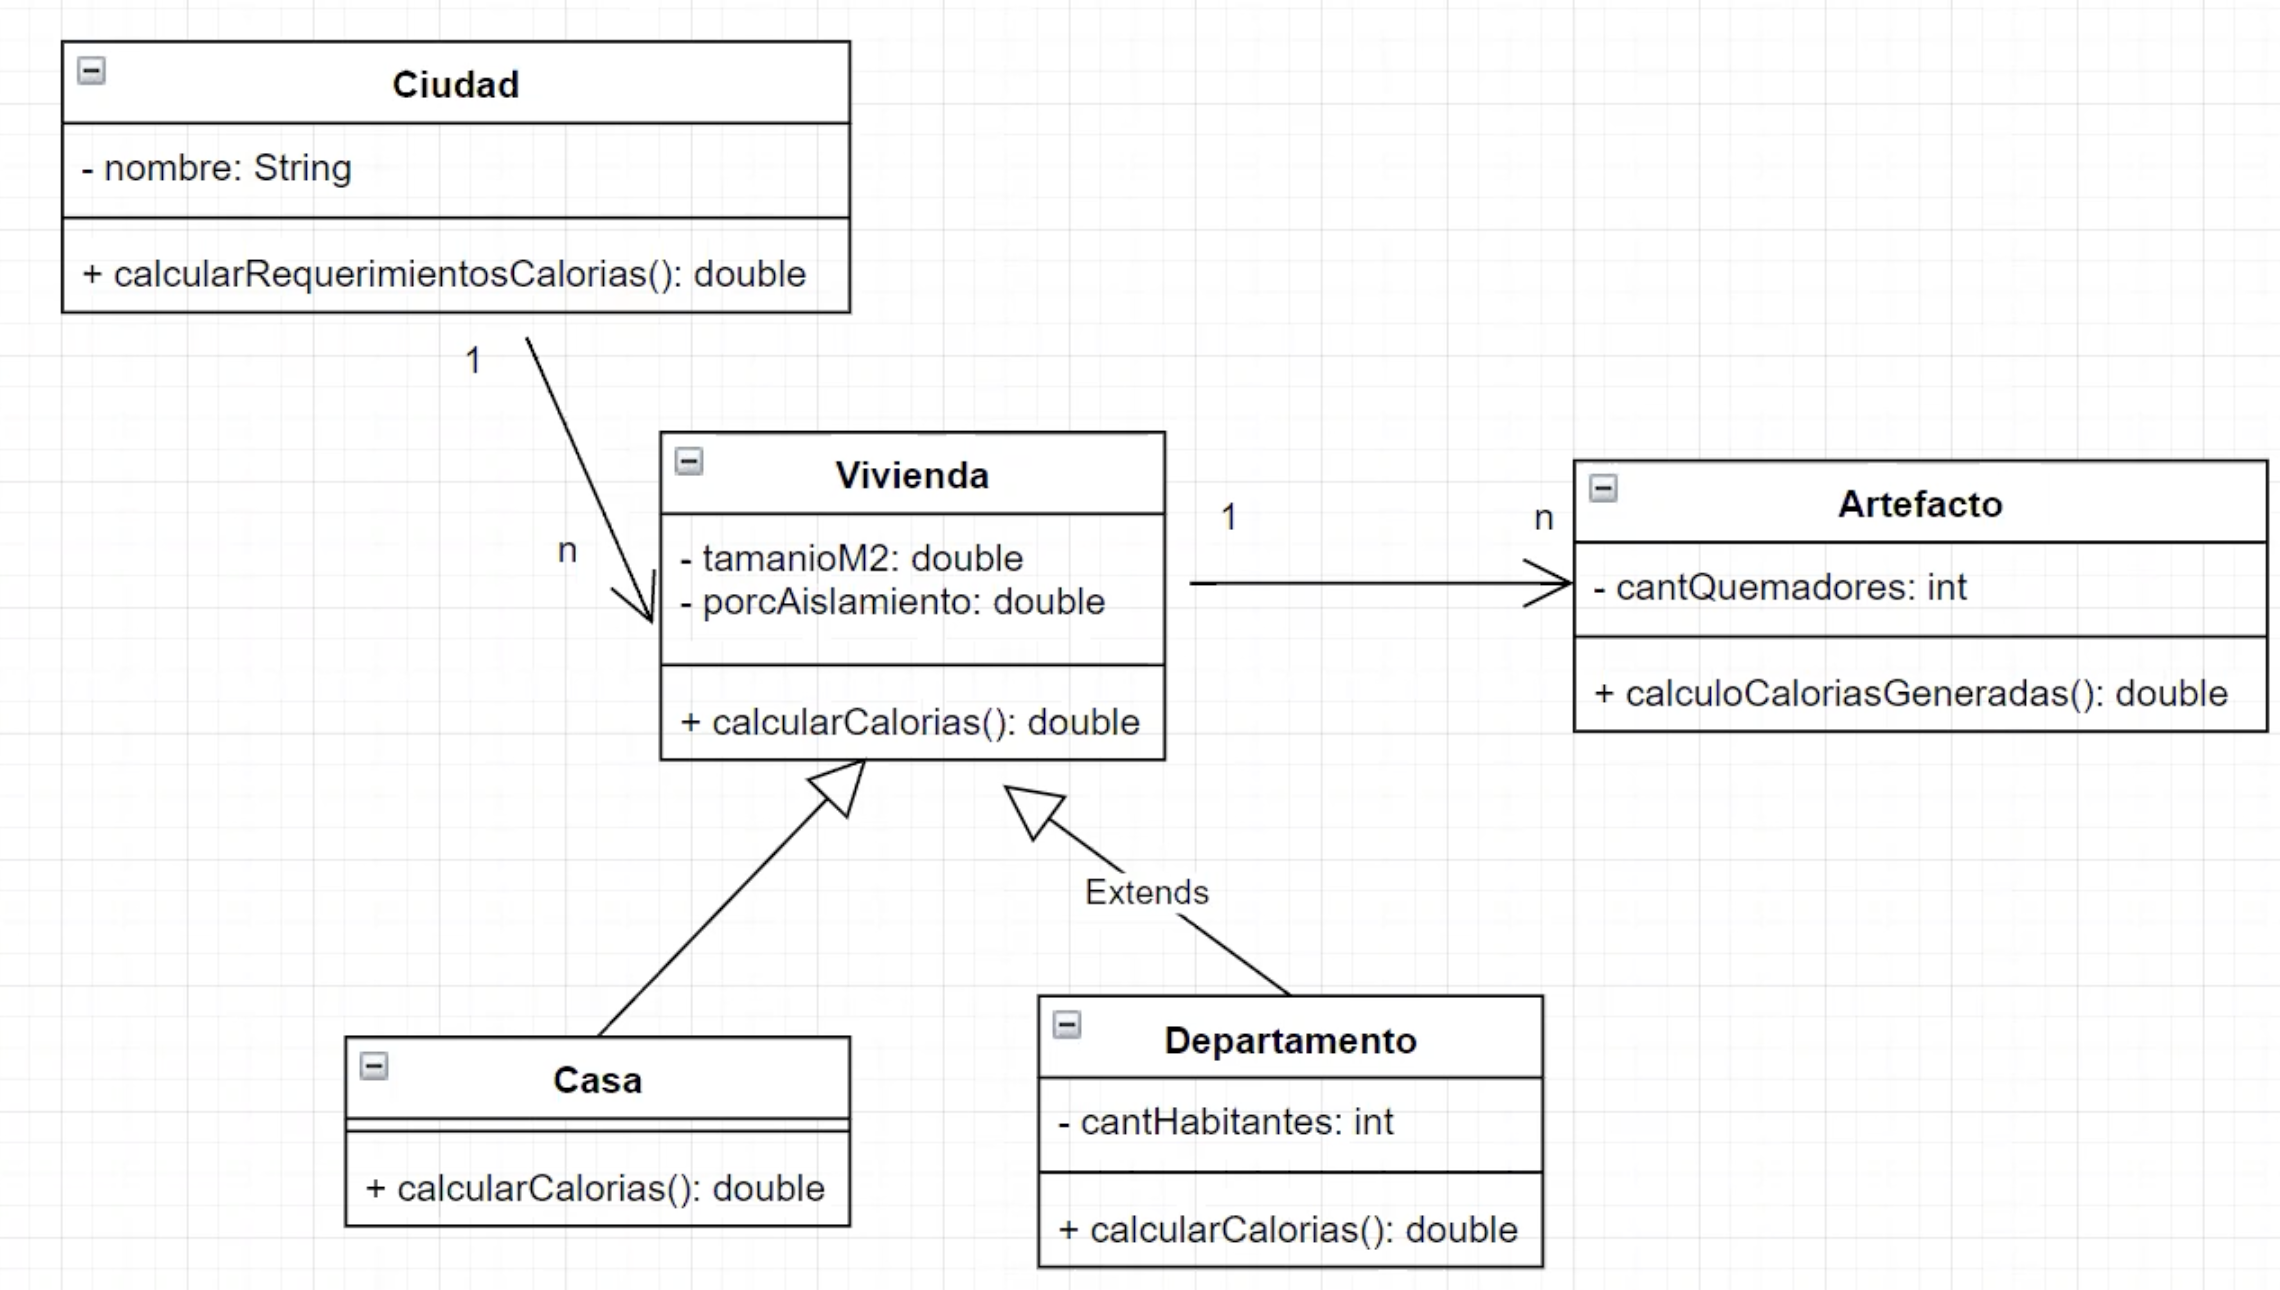 Ciudad
- nombre: String
+ calcularRequerimientosCalorias(): double
1
n
Vivienda
- tamanioM2: double
- porcAislamiento: double
+ calcularCalorias(): double
1
n
Artefacto
- cantQuemadores: int
+ calculoCaloriasGeneradas(): double
Extends
Casa
+ calcularCalorias(): double
Departamento
- cantHabitantes: int
+ calcularCalorias(): double